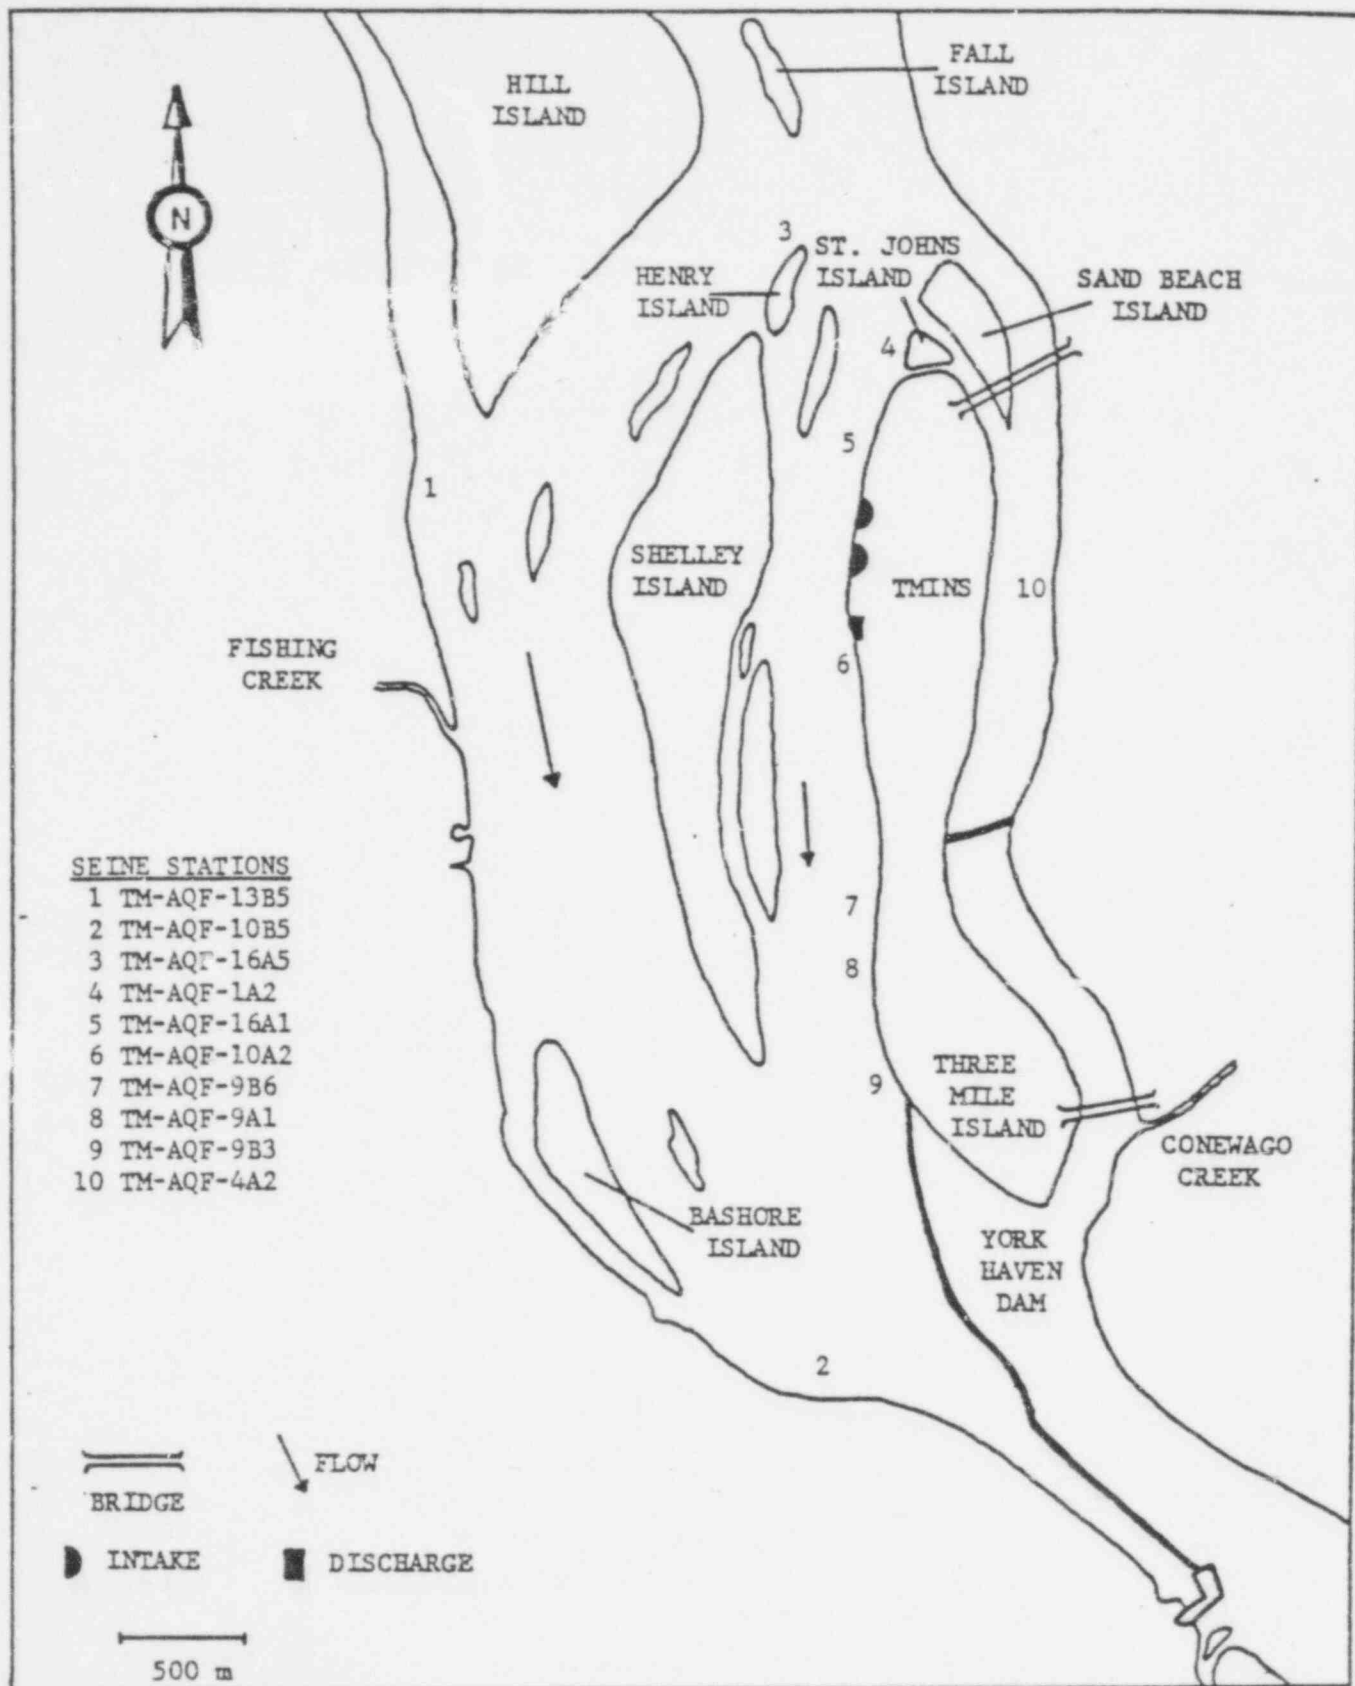 FALL
ISLAND
HILL
ISLAND
N
3
ST. JOHNS
ISLAND
HENRY
ISLAND
SAND BEACH
ISLAND
4
5
1
SHELLEY
ISLAND
TMINS
10
FISHING
CREEK
6
SEINE STATIONS
1 TM-AQF-13B5
2 TM-AQF-10B5
3 TM-AQF-16A5
4 TM-AQF-1A2
5 TM-AQF-16A1
6 TM-AQF-10A2
7 TM-AQF-9B6
8 TM-AQF-9A1
9 TM-AQF-9B3
10 TM-AQF-4A2
7
8
9
THREE
MILE
ISLAND
CONEWAGO
CREEK
BASHORE
ISLAND
YORK
HAVEN
DAM
2
FLOW
BRIDGE
INTAKE
DISCHARGE
500 m